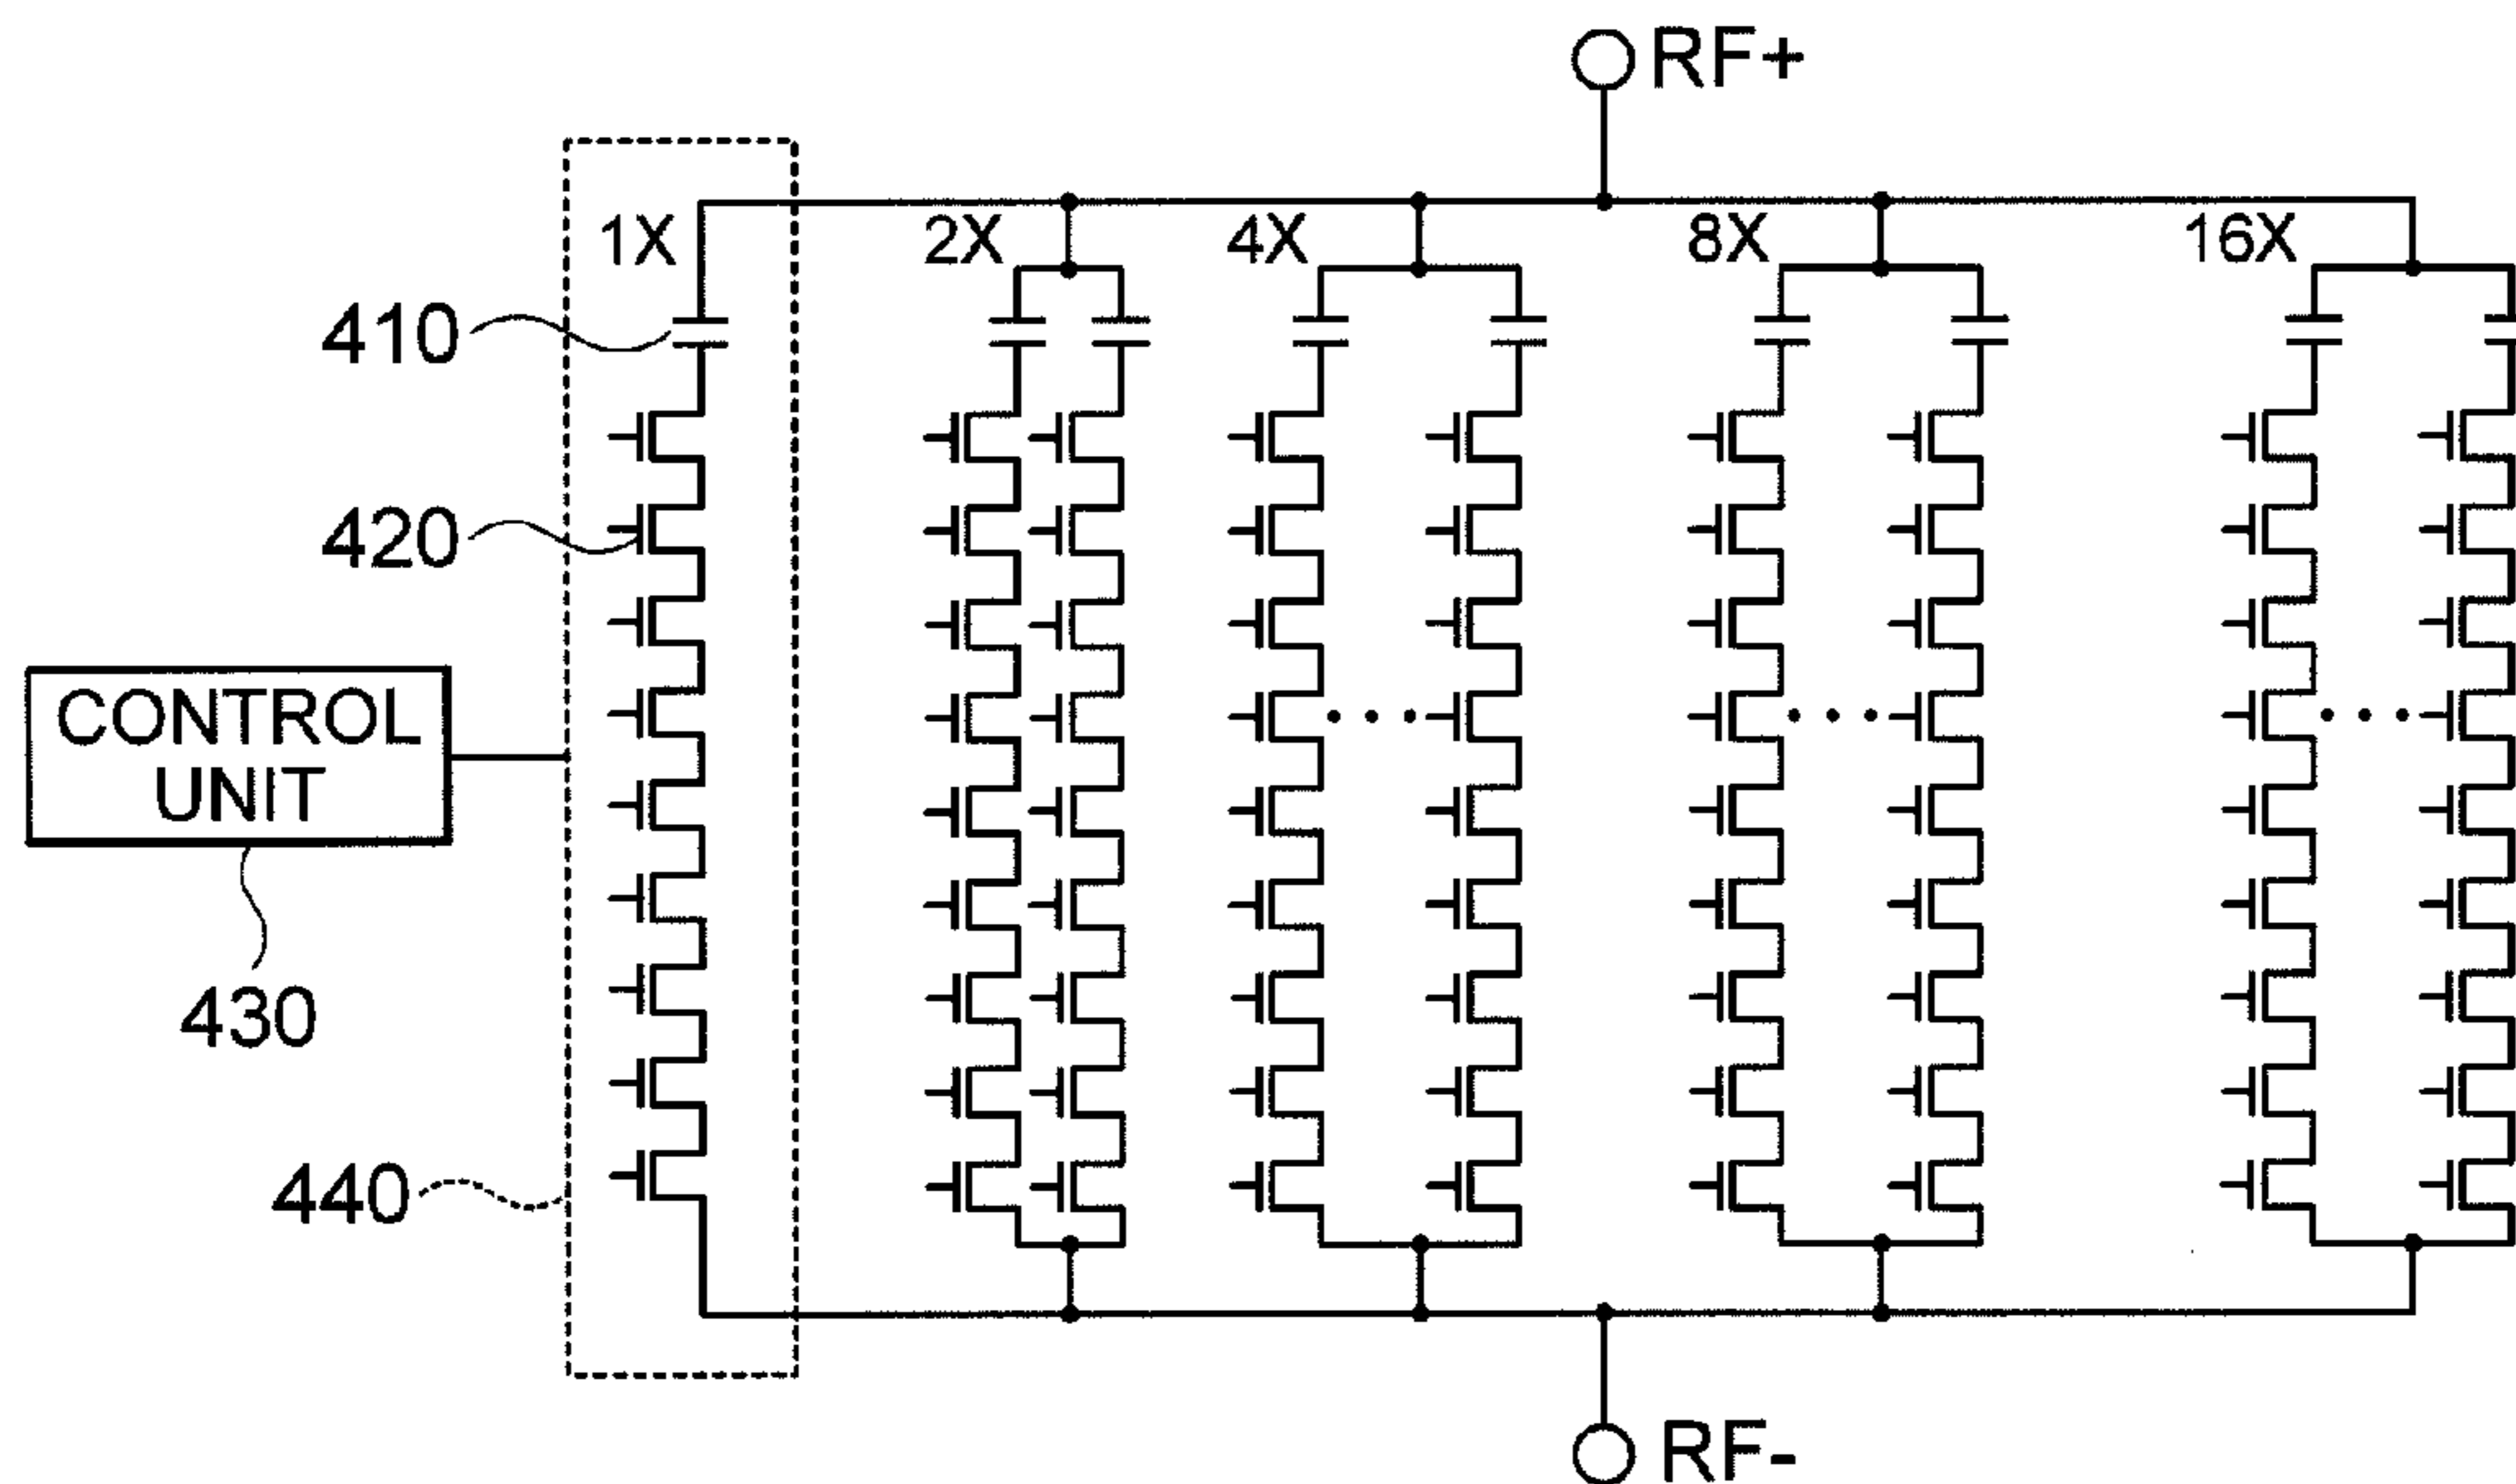 RF+
1X
2X
4X
8X
16X
410
420
CONTROL
UNIT
430
440
RF-